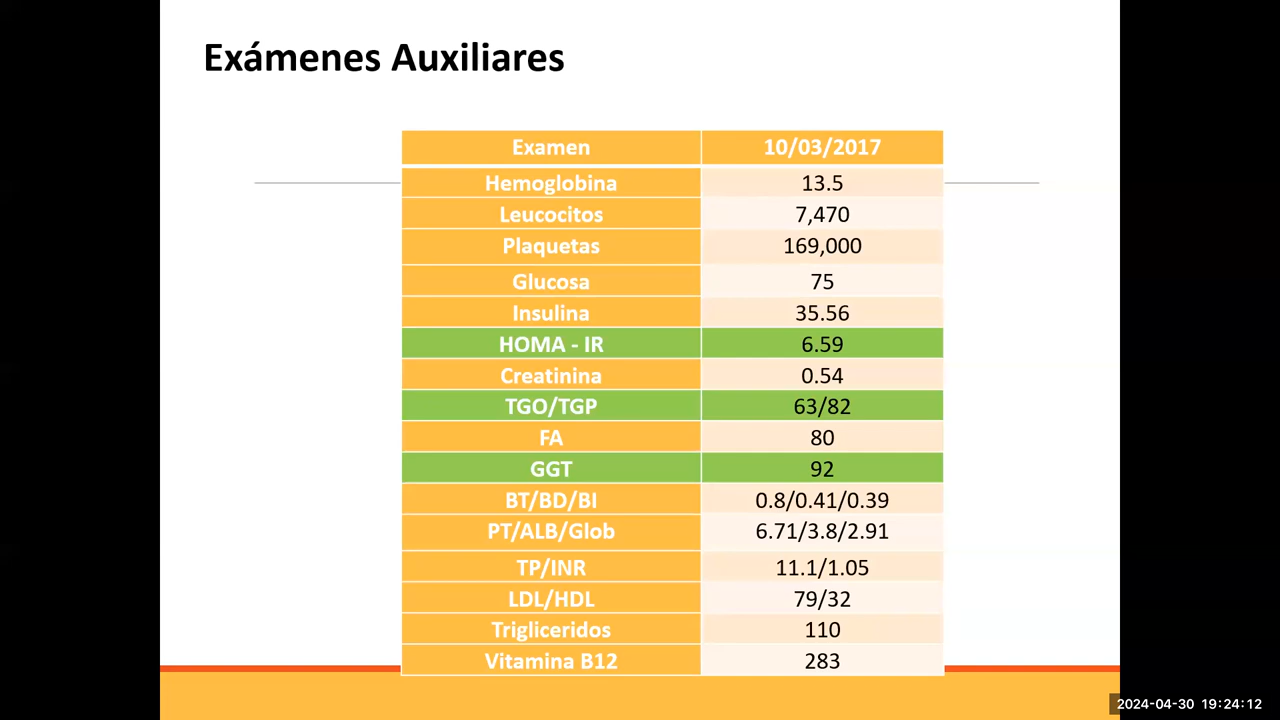 Exámenes Auxiliares
Examen 10/03/2017
Hemoglobina 13.5
Leucocitos 7,470
Plaquetas 169,000
Glucosa 75
Insulina 35.56
HOMA - IR 6.59
Creatinina 0.54
TGO/TGP 63/82
FA 80
GGT 92
BT/BD/BI 0.8/0.41/0.39
PT/ALB/Glob 6.71/3.8/2.91
TP/INR 11.1/1.05
LDL/HDL 79/32
Trigliceridos 110
Vitamina B12 283
2024-04-30 19:24:12